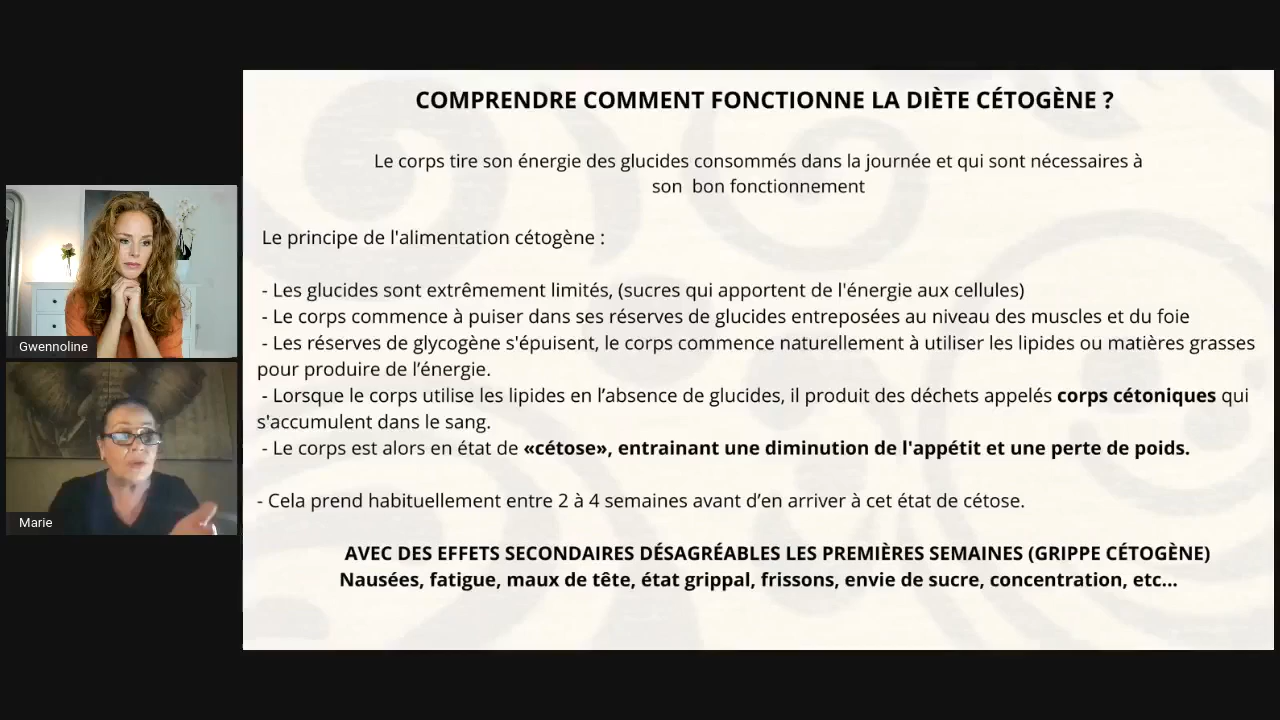 COMPRENDRE COMMENT FONCTIONNE LA DIÈTE CÉTOGÈNE ?
Le corps tire son énergie des glucides consommés dans la journée et qui sont nécessaires à
son bon fonctionnement
Le principe de l'alimentation cétogène :
- Les glucides sont extrêmement limités, (sucres qui apportent de l'énergie aux cellules)
- Le corps commence à puiser dans ses réserves de glucides entreposées au niveau des muscles et du foie
- Les réserves de glycogène s'épuisent, le corps commence naturellement à utiliser les lipides ou matières grasses
pour produire de l’énergie.
- Lorsque le corps utilise les lipides en l’absence de glucides, il produit des déchets appelés corps cétoniques qui
s'accumulent dans le sang.
- Le corps est alors en état de «cétose», entrainant une diminution de l'appétit et une perte de poids.
- Cela prend habituellement entre 2 à 4 semaines avant d’en arriver à cet état de cétose.
AVEC DES EFFETS SECONDAIRES DÉSAGRÉABLES LES PREMIÈRES SEMAINES (GRIPPE CÉTOGÈNE)
Nausées, fatigue, maux de tête, état grippal, frissons, envie de sucre, concentration, etc...
Gwennoline
Marie